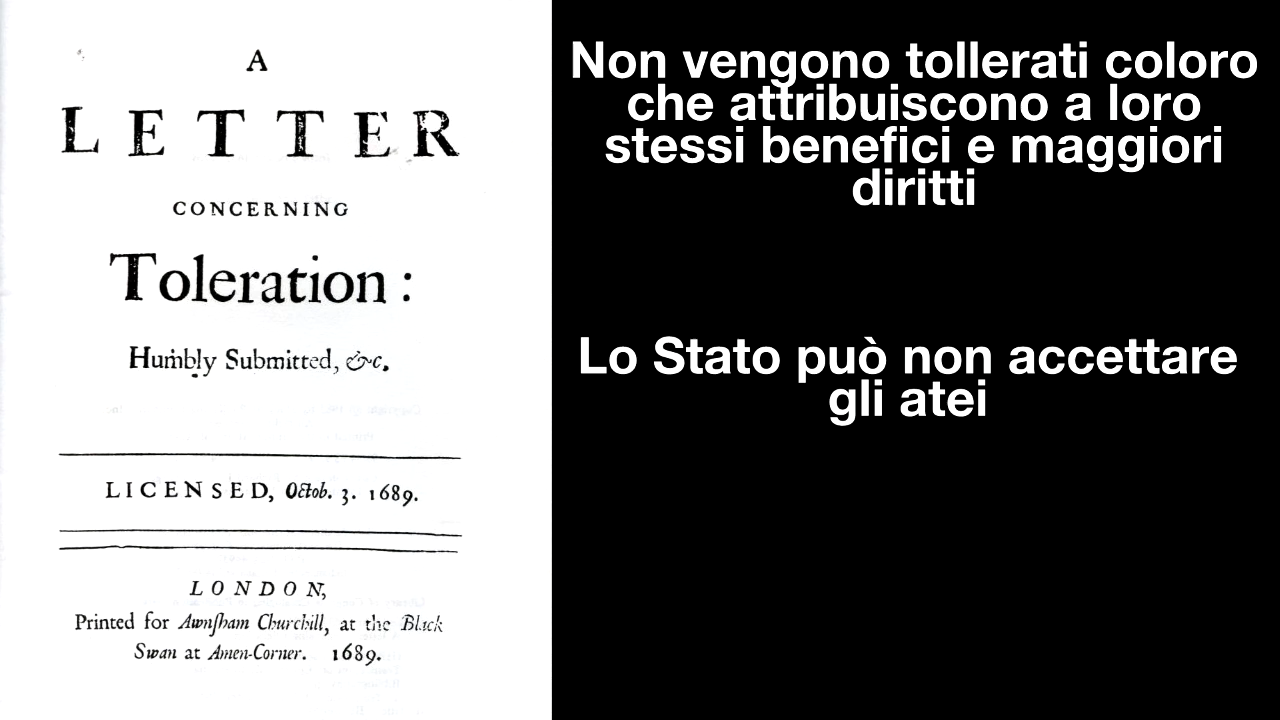 A
LETTER
CONCERNING
Toleration :
Humbly Submitted, &c.
LICENSED, Octob. 3. 1689.
LONDON,
Printed for Awnsham Churchill, at the Black
Swan at Amen-Corner. 1689.
Non vengono tollerati coloro
che attribuiscono a loro
stessi benefici e maggiori
diritti
Lo Stato può non accettare
gli atei